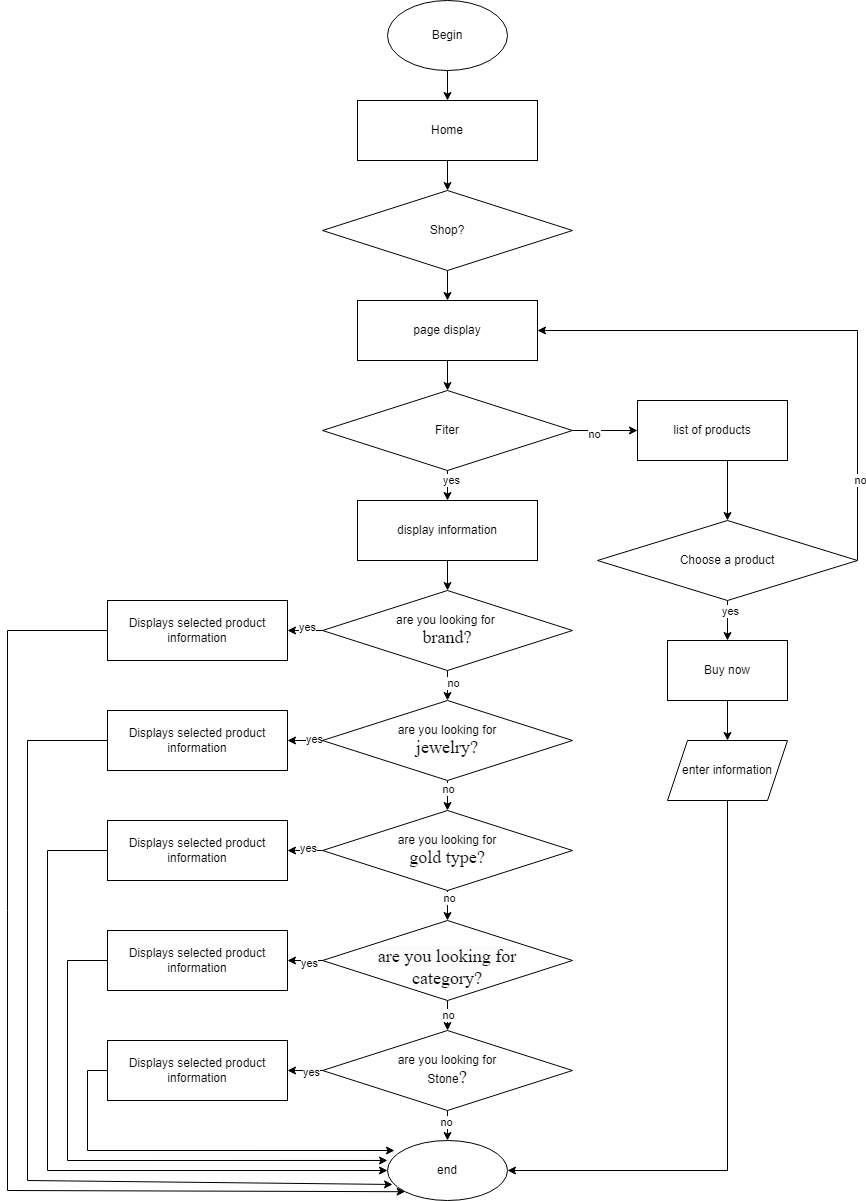 Begin
Home
Shop?
page display
Fiter
no
list of products
yes
no
display information
Choose a product
yes
Displays selected product
information
yes
are you looking for
brand?
no
Buy now
Displays selected product
information
yes
are you looking for
jewelry?
no
enter information
Displays selected product
information
yes
are you looking for
gold type?
no
Displays selected product
information
yes
are you looking for
category?
no
Displays selected product
information
yes
are you looking for
Stone?
no
end